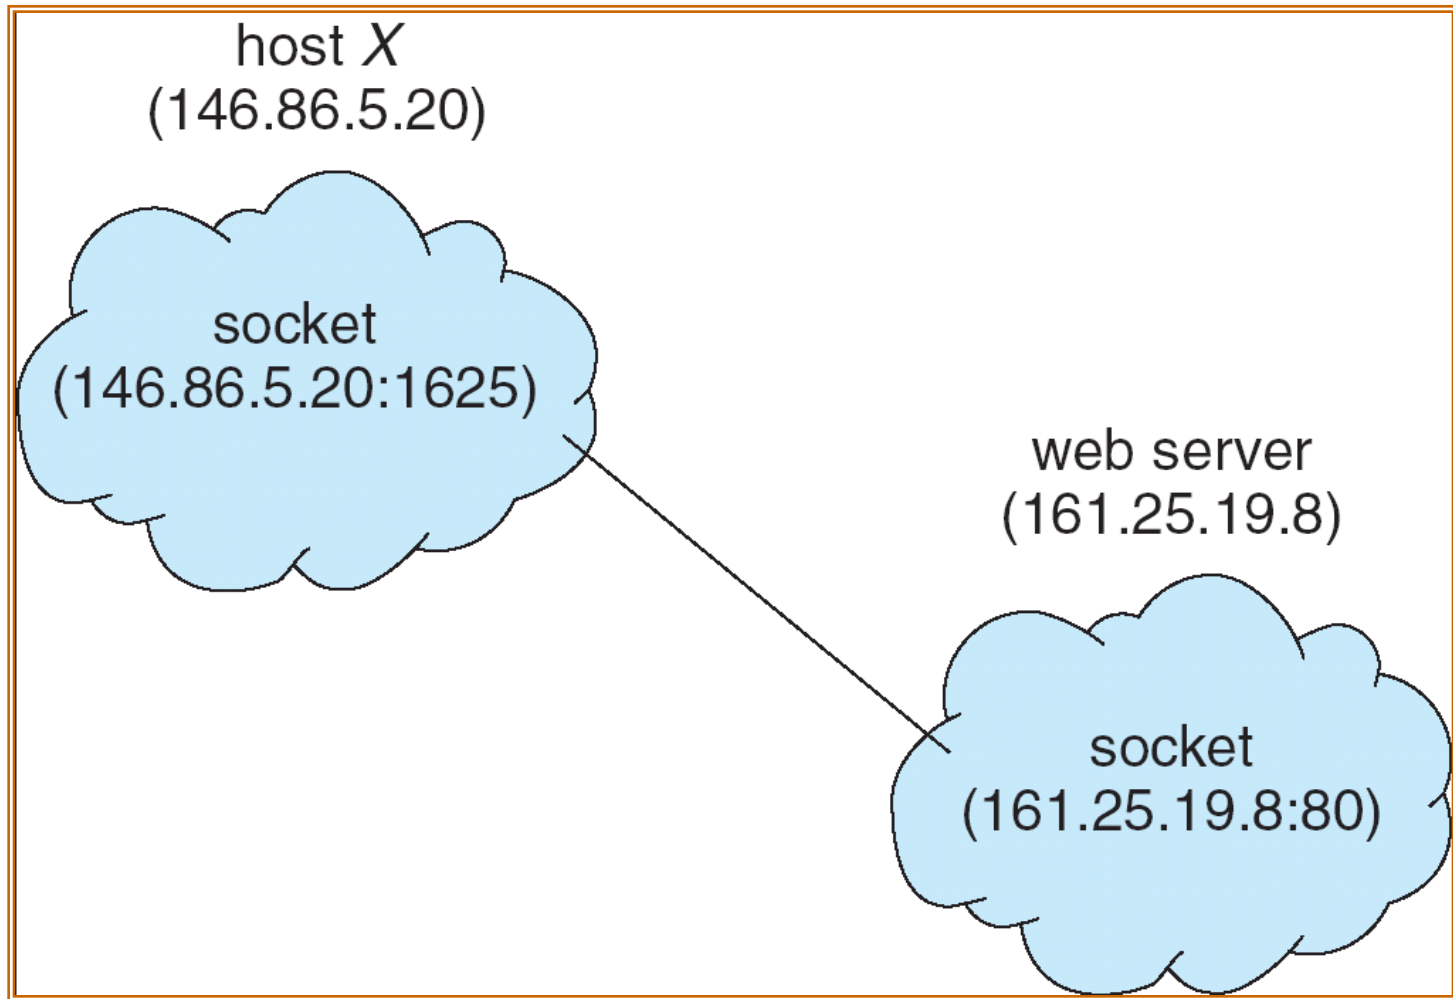 host X
(146.86.5.20)
socket
(146.86.5.20:1625)
web server
(161.25.19.8)
socket
(161.25.19.8:80)